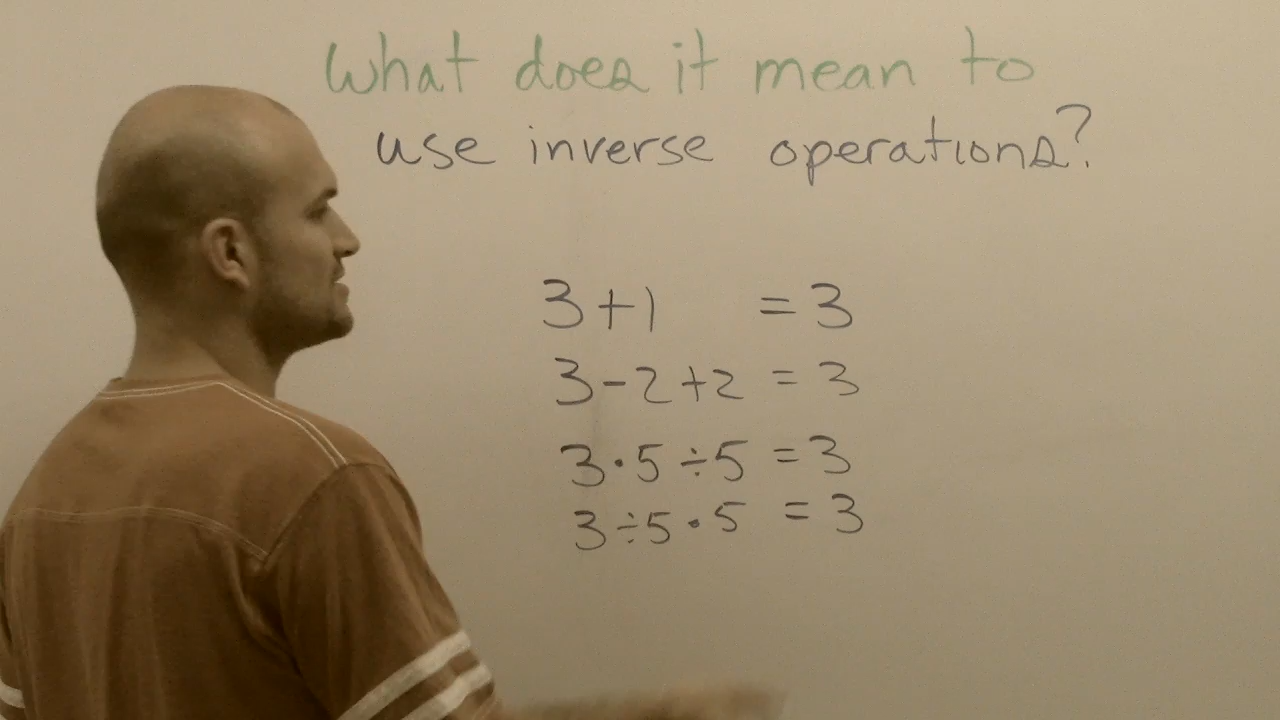 What does it mean to
use inverse operations?
3+1 =3
3-2+2 =3
3·5÷5 =3
3÷5·5 =3